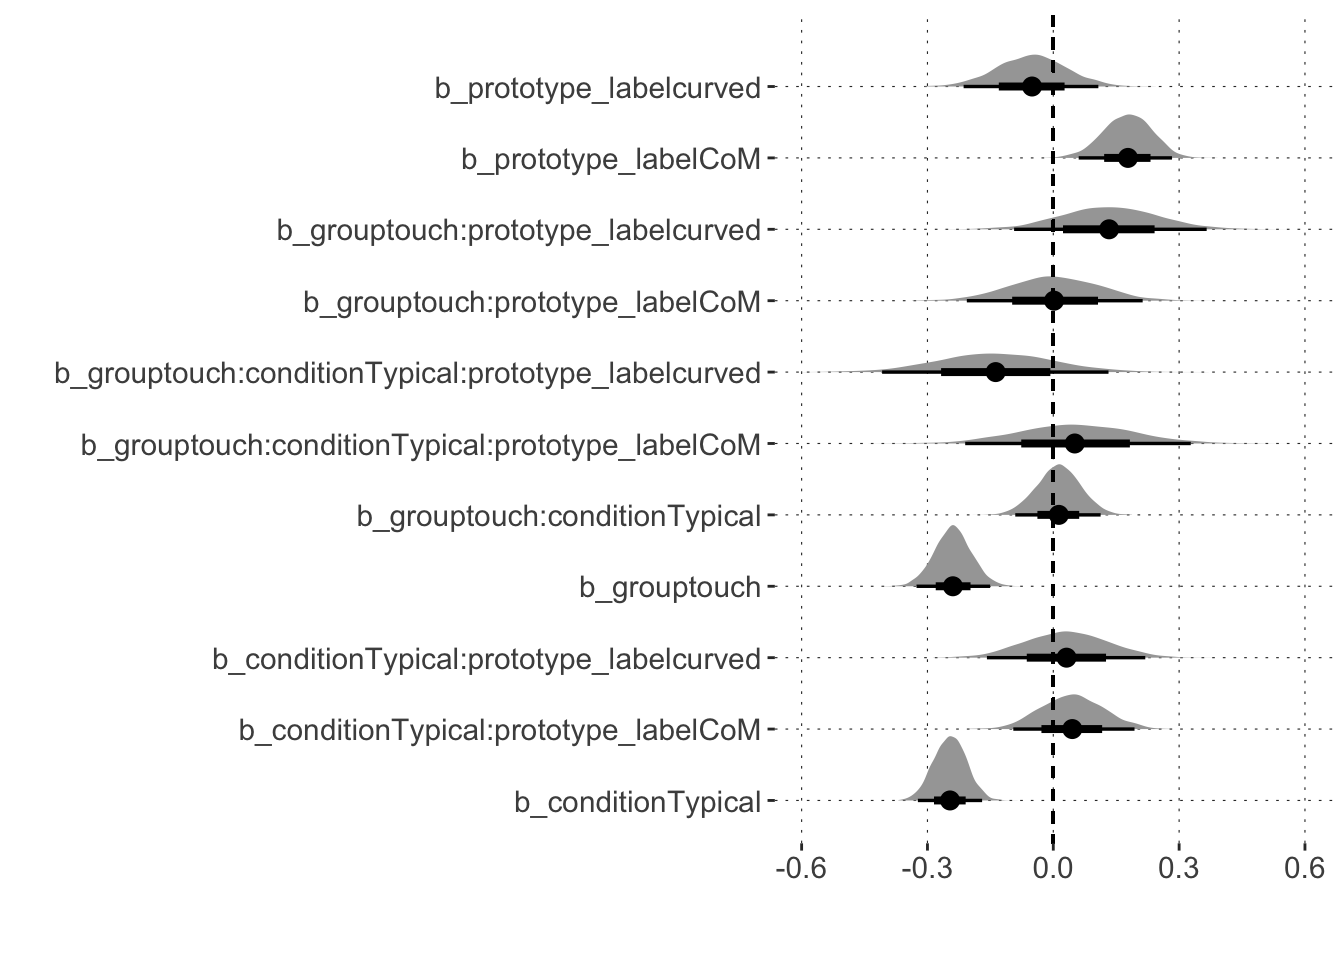 b_prototype_labelcurved
b_prototype_labelCoM
b_grouptouch:prototype_labelcurved
b_grouptouch:prototype_labelCoM
b_grouptouch:conditionTypical:prototype_labelcurved
b_grouptouch:conditionTypical:prototype_labelCoM
b_grouptouch:conditionTypical
b_grouptouch
b_conditionTypical:prototype_labelcurved
b_conditionTypical:prototype_labelCoM
b_conditionTypical
-0.6 -0.3 0.0 0.3 0.6